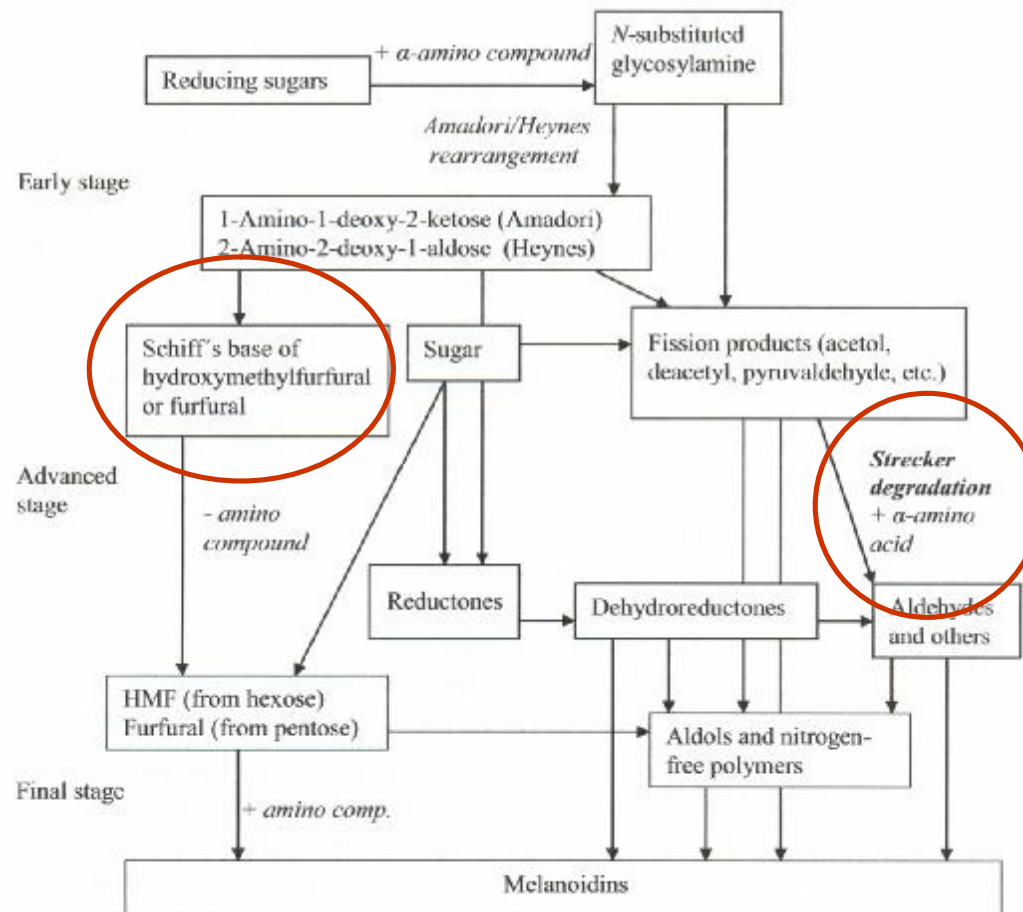 + α-amino compound
N-substituted
glycosylamine
Reducing sugars
Amadori/Heynes
rearrangement
Early stage
1-Amino-1-deoxy-2-ketose (Amadori)
2-Amino-2-deoxy-1-aldose (Heynes)
Schiff´s base of
hydroxymethylfurfural
or furfural
Sugar
Fission products (acetol,
deacetyl, pyruvaldehyde, etc.)
Advanced
stage
- amino
compound
Strecker
degradation
+ α-amino
acid
Reductones
Dehydroreductones
Aldehydes
and others
HMF (from hexose)
Furfural (from pentose)
Aldols and nitrogen-
free polymers
Final stage
+ amino comp.
Melanoidins